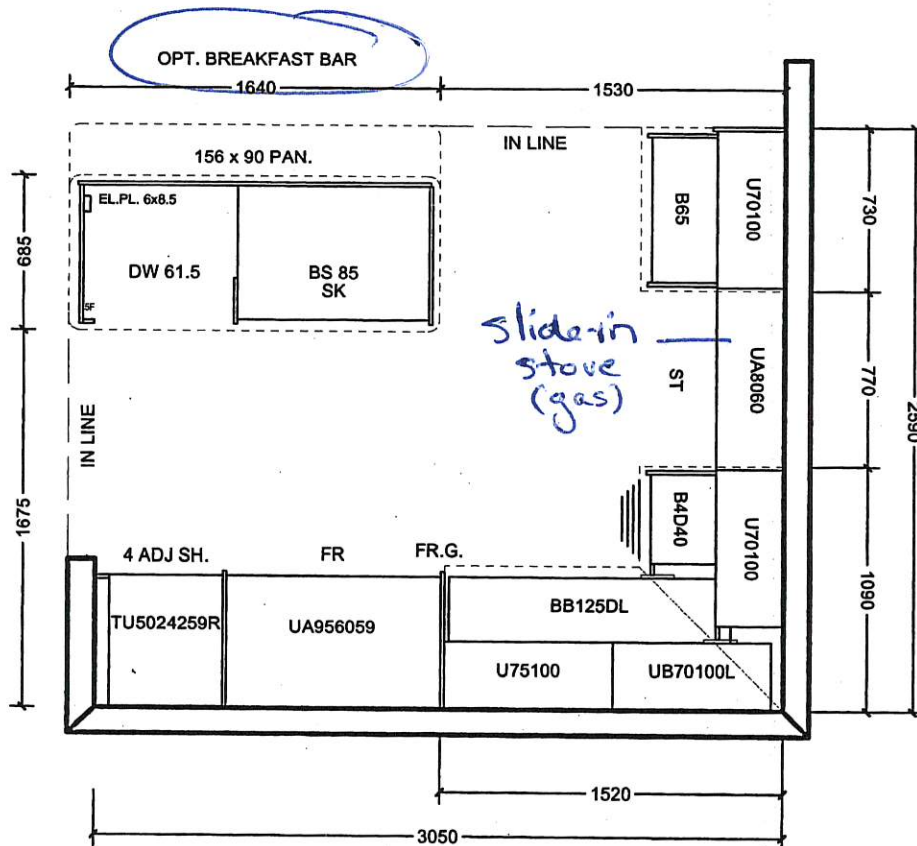 OPT. BREAKFAST BAR
1640
1530
IN LINE
156 x 90 PAN.
EL.PL. 6x8.5
DW 61.5
5F
BS 85
SK
685
1675
IN LINE
B65
U70100
730
slide-in
stove
(gas)
ST
UA8060
770
2590
B4D40
U70100
1090
4 ADJ SH.
FR
FR.G.
TU5024259R
UA956059
BB125DL
U75100
UB70100L
1520
3050